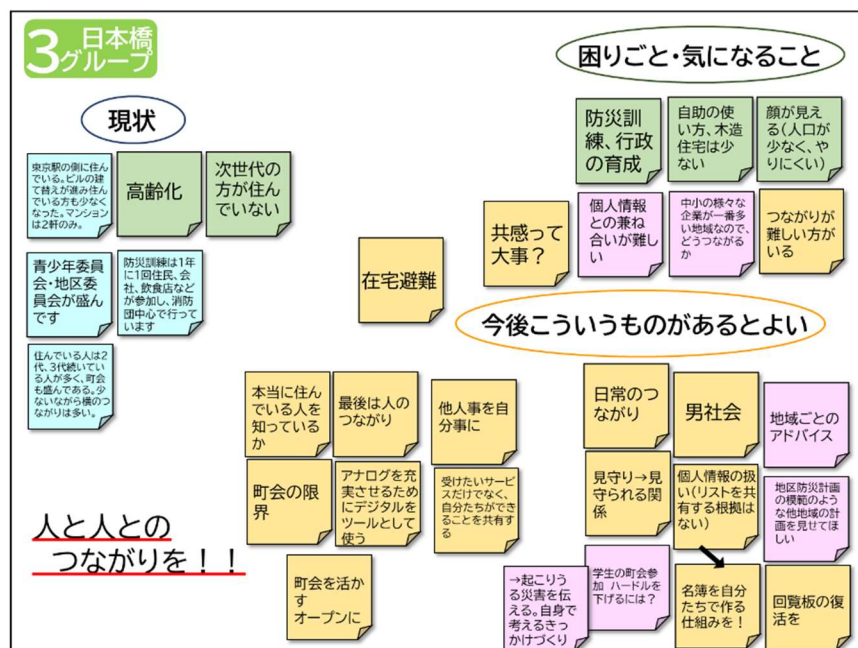 3 日本橋
グループ
困りごと・気になること
現状
東京駅の側に住ん
でいる。ビルの建
て替えが進み住ん
でいる方も少なく
なった。マンション
は2軒のみ。
高齢化
次世代の
方が住ん
でいない
青少年委員
会・地区委
員会が盛ん
です
防災訓練は1年
に1回住民、会
社、飲食店など
が参加し、消防
団中心で行って
います
住んでいる人は2
代、3代続いてい
る人が多く、町会
も盛んである。少
ないながら横のつ
ながりは多い。
防災訓
練、行政
の育成
自助の使
い方、木造
住宅は少
ない
顔が見え
る(人口が
少なく、や
りにくい)
共感って
大事?
個人情報
との兼ね
合いが難し
い
中小の様々な
企業が一番多
い地域なので、
どうつながる
か
つながりが
難しい方が
いる
在宅避難
今後こういうものがあるとよい
本当に住ん
でいる人を
知っている
か
最後は人の
つながり
他人事を自
分事に
町会の限
界
アナログを充
実させるため
にデジタルを
ツールとして
使う
受けたいサービ
スだけでなく、
自分たちができ
ることを共有す
る
町会を活か
す
オープンに
日常のつ
ながり
男社会
地域ごとの
アドバイス
見守り→見
守られる関
係
個人情報の扱
い(リストを共
有する根拠は
ない)
地区防災計画
の模範のよう
な他地域の計
画を見せてほ
しい
→起こりう
る災害を伝
える。自身で
考えるきっ
かけづくり
学生の町会参
加 ハードルを
下げるには?
名簿を自分
たちで作る
仕組みを!
回覧板の復
活を
人と人との
つながりを!!